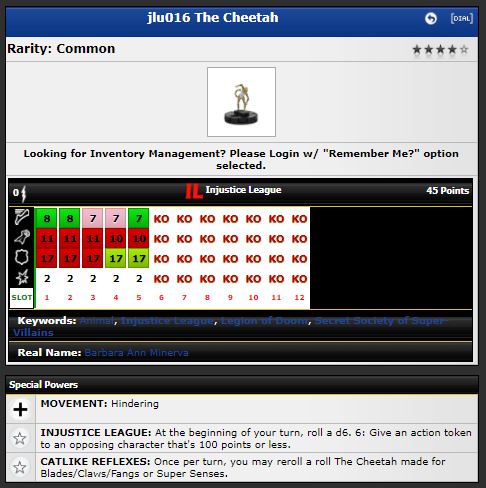 jlu016 The Cheetah
[DIAL]
Rarity: Common
Looking for Inventory Management? Please Login w/ "Remember Me?" option
selected.
0 IL Injustice League 45 Points
8 8 7 7 7 KO KO KO KO KO KO KO
11 11 11 10 10 KO KO KO KO KO KO KO
17 17 17 17 17 KO KO KO KO KO KO KO
2 2 2 2 2 KO KO KO KO KO KO KO
SLOT 1 2 3 4 5 6 7 8 9 10 11 12
Keywords: Animal, Injustice League, Legion of Doom, Secret Society of Super-
Villains
Real Name: Barbara Ann Minerva
Special Powers
MOVEMENT: Hindering
INJUSTICE LEAGUE: At the beginning of your turn, roll a d6. 6: Give an action token
to an opposing character that's 100 points or less.
CATLIKE REFLEXES: Once per turn, you may reroll a roll The Cheetah made for
Blades/Claws/Fangs or Super Senses.